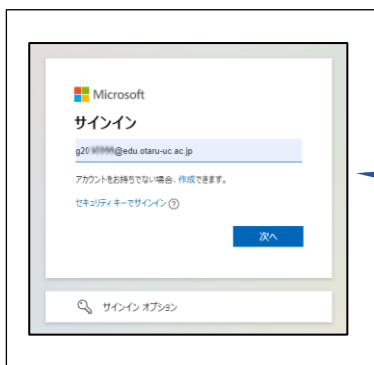 Microsoft
サインイン
g20 @edu.otaru-uc.ac.jp
アカウントをお持ちでない場合、作成できます。
セキュリティ キーでサインイン
次へ
サインイン オプション